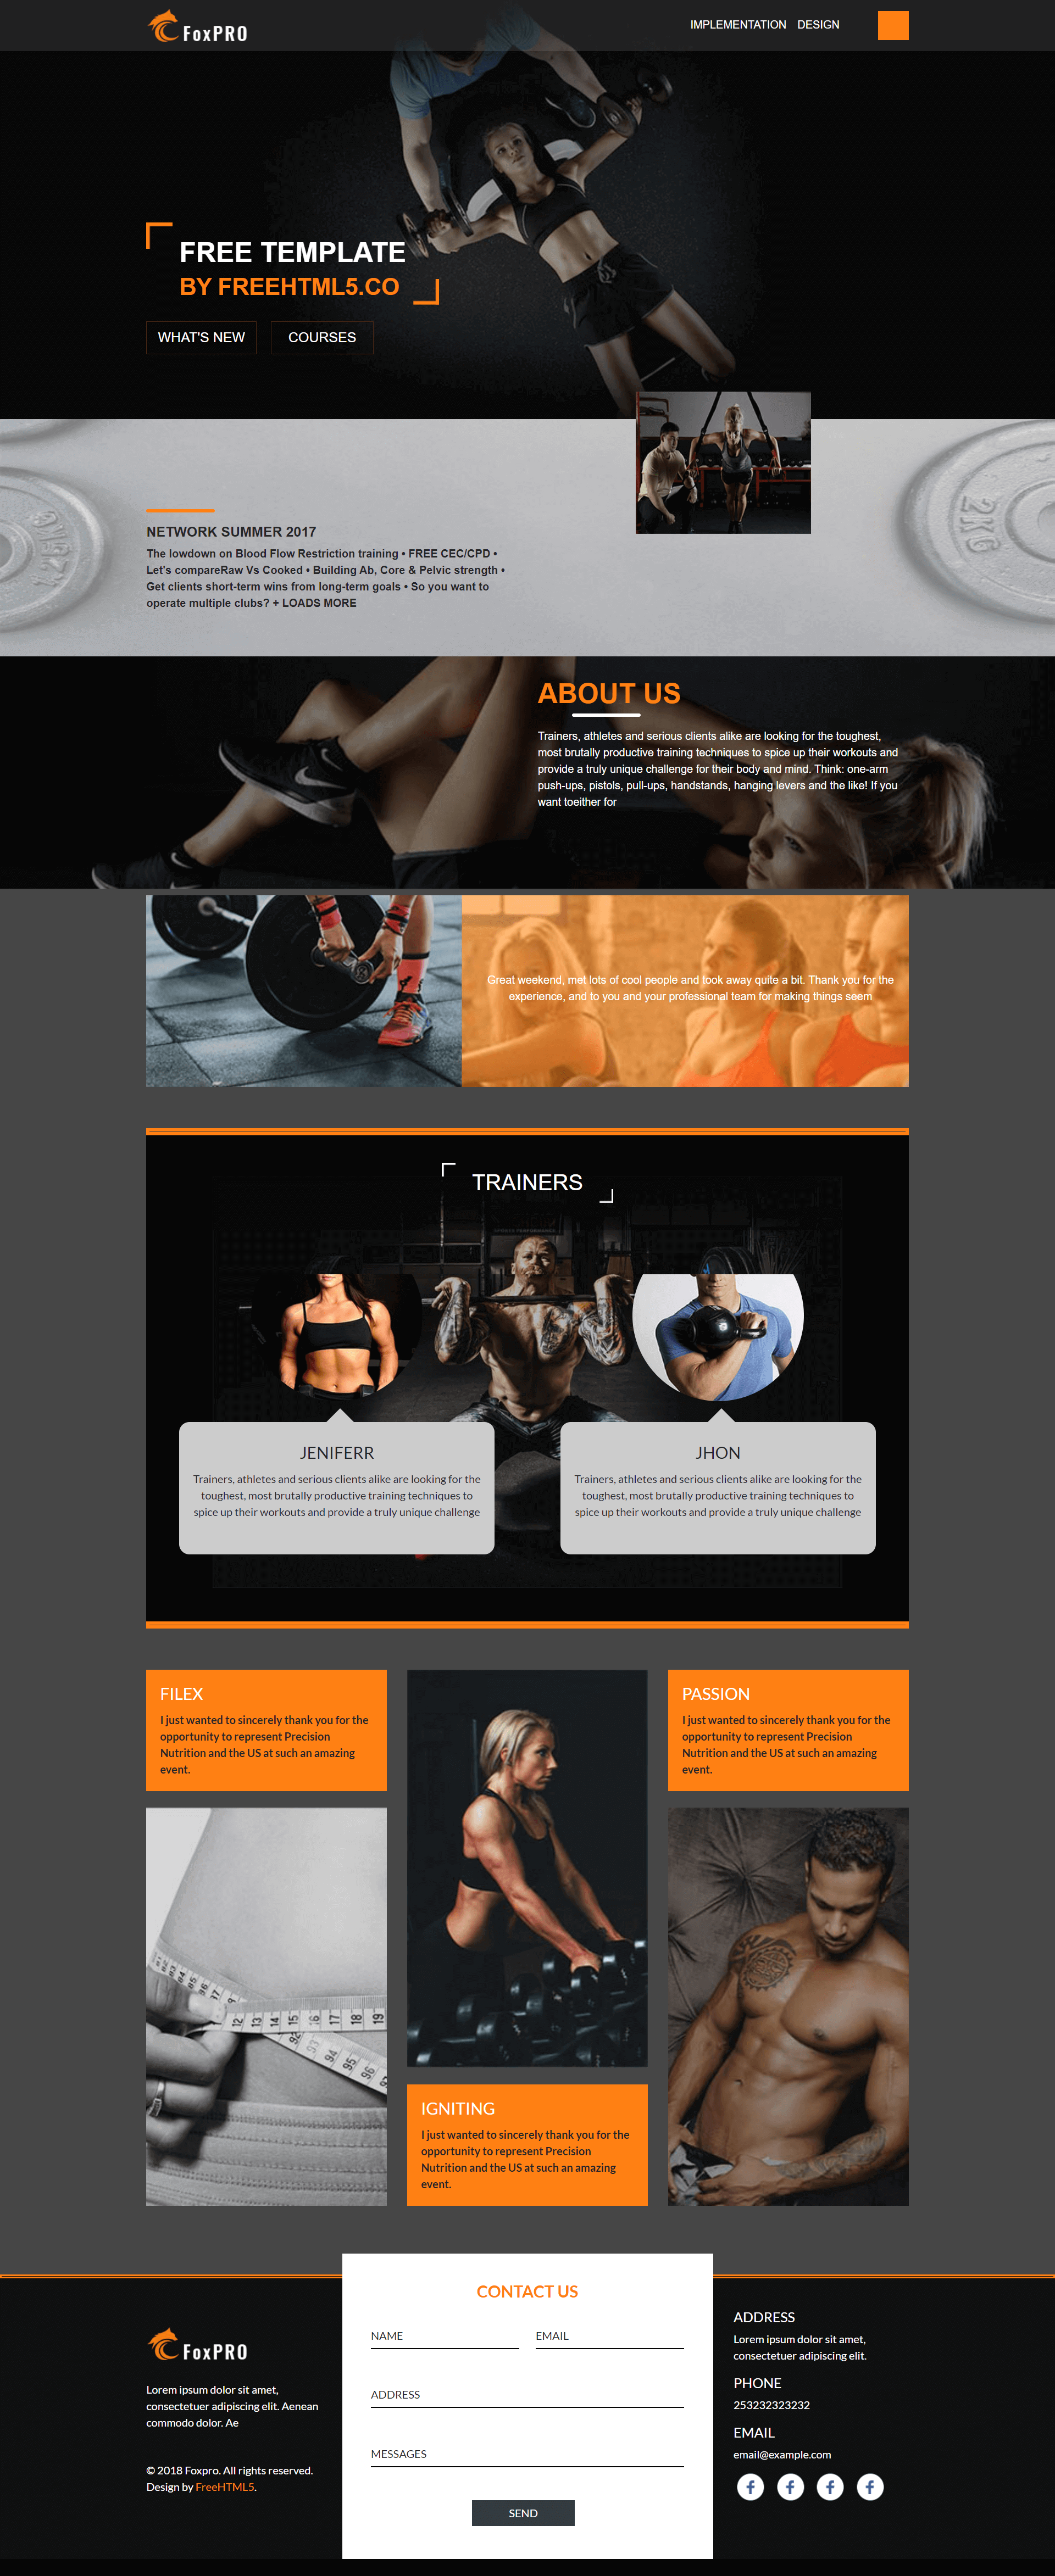 FoxPRO
IMPLEMENTATION DESIGN
FREE TEMPLATE
BY FREEHTML5.CO
WHAT'S NEW
COURSES
2KG
NETWORK SUMMER 2017
The lowdown on Blood Flow Restriction training • FREE CEC/CPD •
Let's compareRaw Vs Cooked • Building Ab, Core & Pelvic strength •
Get clients short-term wins from long-term goals • So you want to
operate multiple clubs? + LOADS MORE
ABOUT US
Trainers, athletes and serious clients alike are looking for the toughest,
most brutally productive training techniques to spice up their workouts and
provide a truly unique challenge for their body and mind. Think: one-arm
push-ups, pistols, pull-ups, handstands, hanging levers and the like! If you
want toeither for
Great weekend, met lots of cool people and took away quite a bit. Thank you for the
experience, and to you and your professional team for making things seem
TRAINERS
JENIFERR
Trainers, athletes and serious clients alike are looking for the
toughest, most brutally productive training techniques to
spice up their workouts and provide a truly unique challenge
JHON
Trainers, athletes and serious clients alike are looking for the
toughest, most brutally productive training techniques to
spice up their workouts and provide a truly unique challenge
FILEX
I just wanted to sincerely thank you for the
opportunity to represent Precision
Nutrition and the US at such an amazing
event.
PASSION
I just wanted to sincerely thank you for the
opportunity to represent Precision
Nutrition and the US at such an amazing
event.
12 13 14 15 16 17 18 19
IGNITING
I just wanted to sincerely thank you for the
opportunity to represent Precision
Nutrition and the US at such an amazing
event.
FoxPRO
Lorem ipsum dolor sit amet,
consectetuer adipiscing elit. Aenean
commodo dolor. Ae
© 2018 Foxpro. All rights reserved.
Design by FreeHTML5.
CONTACT US
NAME
EMAIL
ADDRESS
MESSAGES
SEND
ADDRESS
Lorem ipsum dolor sit amet,
consectetuer adipiscing elit.
PHONE
253232323232
EMAIL
email@example.com